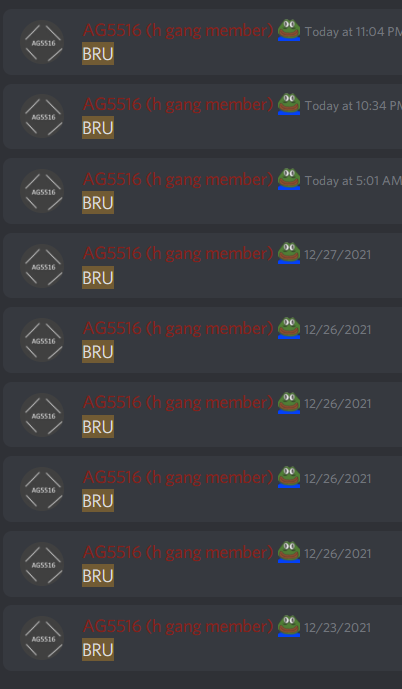 AG5516
AG5516 (h gang member) Today at 11:04 PM
BRU
AG5516
AG5516 (h gang member) Today at 10:34 PM
BRU
AG5516
AG5516 (h gang member) Today at 5:01 AM
BRU
AG5516
AG5516 (h gang member) 12/27/2021
BRU
AG5516
AG5516 (h gang member) 12/26/2021
BRU
AG5516
AG5516 (h gang member) 12/26/2021
BRU
AG5516
AG5516 (h gang member) 12/26/2021
BRU
AG5516
AG5516 (h gang member) 12/26/2021
BRU
AG5516
AG5516 (h gang member) 12/23/2021
BRU